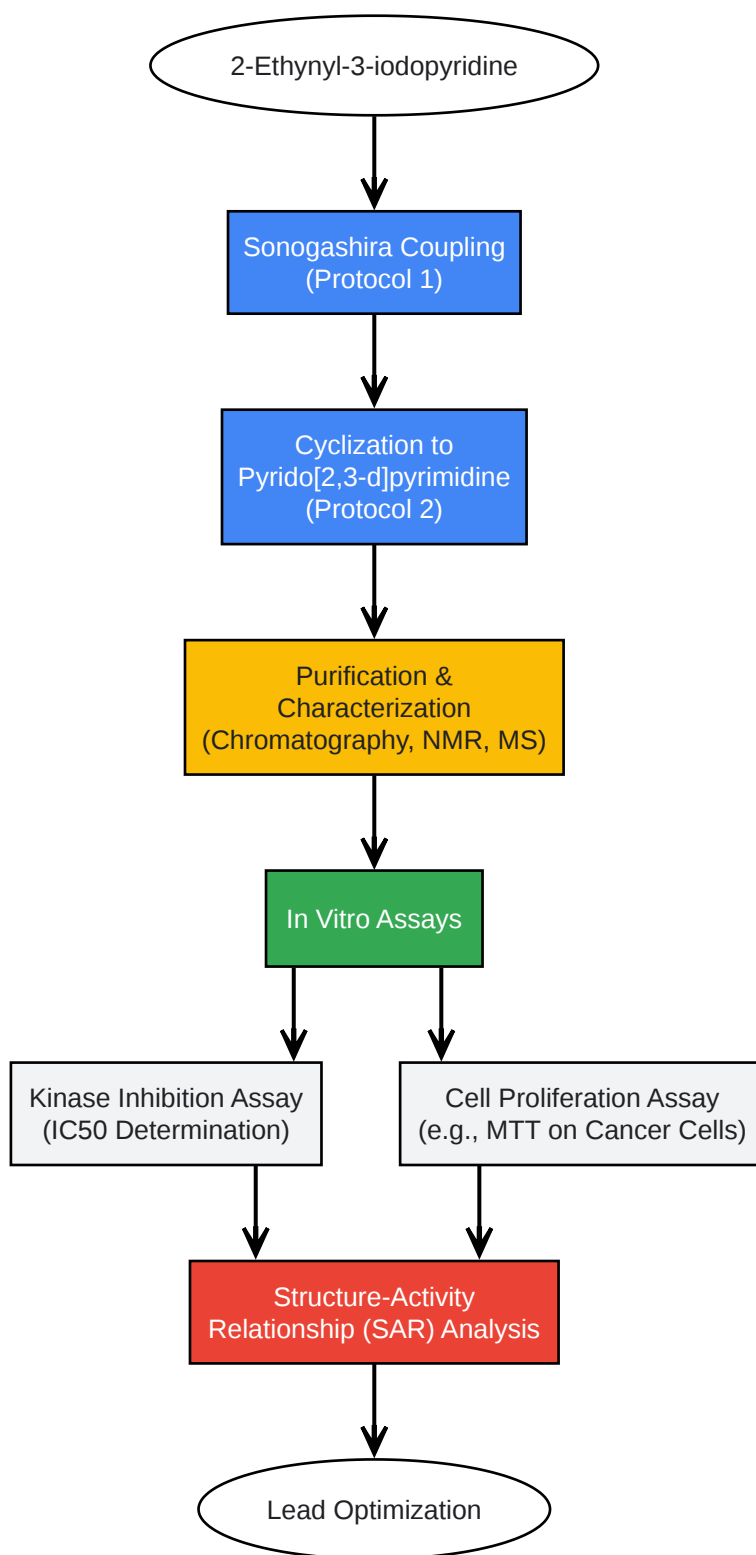 2-Ethynyl-3-iodopyridine
Sonogashira Coupling
(Protocol 1)
Cyclization to
Pyrido[2,3-d]pyrimidine
(Protocol 2)
Purification &
Characterization
(Chromatography, NMR, MS)
In Vitro Assays
Kinase Inhibition Assay
(IC50 Determination)
Cell Proliferation Assay
(e.g., MTT on Cancer Cells)
Structure-Activity
Relationship (SAR) Analysis
Lead Optimization